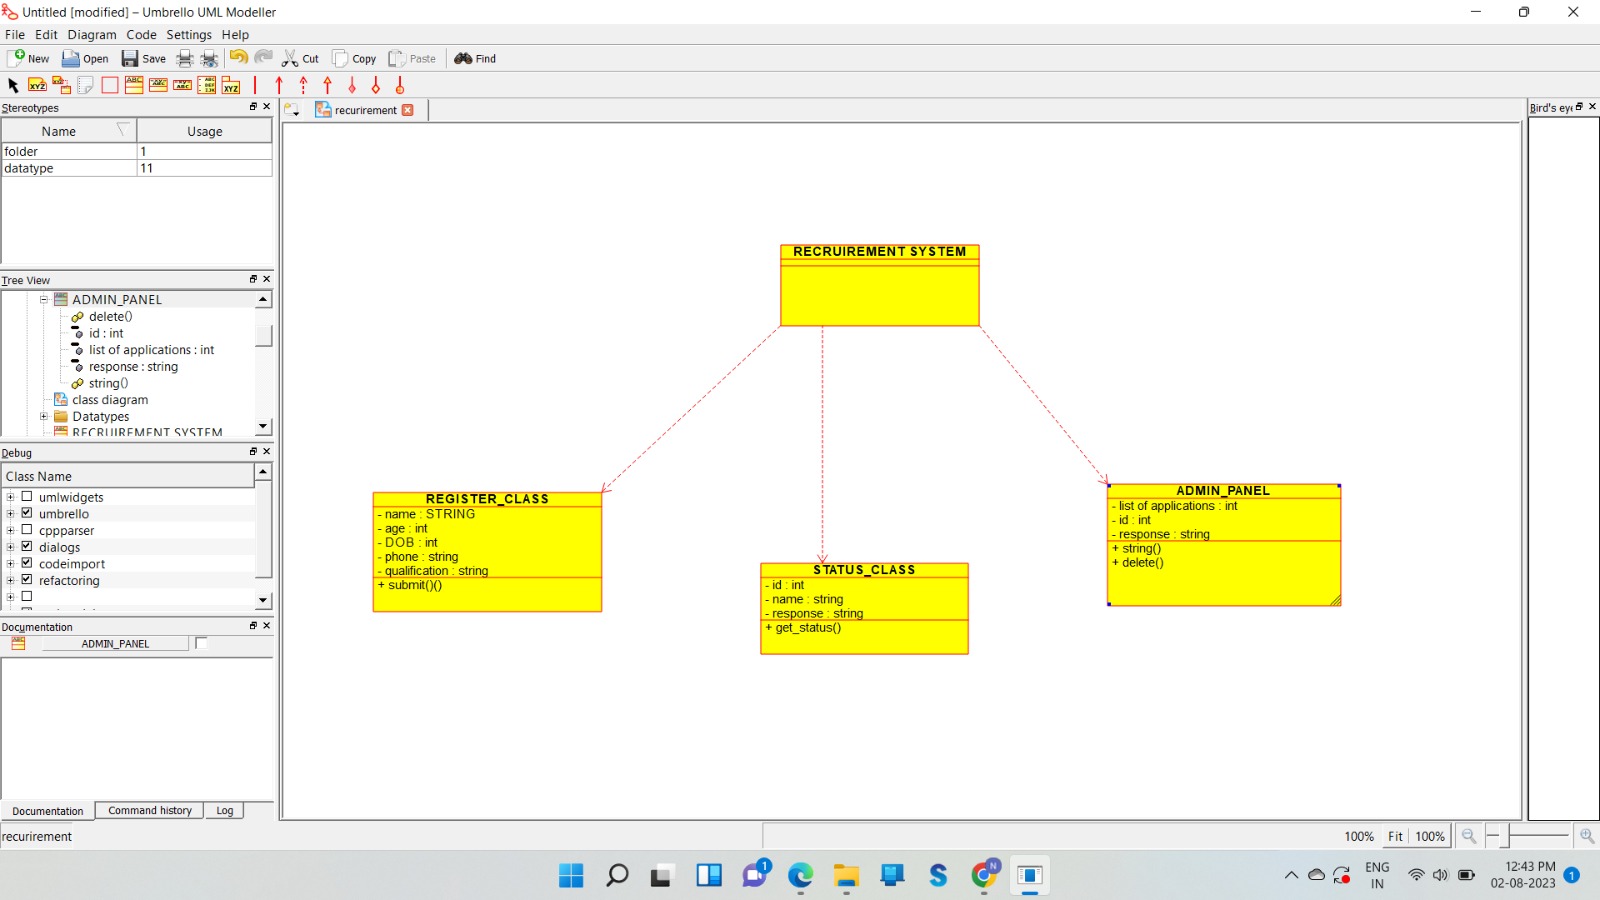 Untitled [modified] – Umbrello UML Modeller
File Edit Diagram Code Settings Help
New Open Save Cut Copy Paste Find
Stereotypes
recurirement
Bird's eye
Name Usage
folder 1
datatype 11
Tree View
ADMIN_PANEL
delete()
id : int
list of applications : int
response : string
string()
class diagram
Datatypes
RECRUIREMENT SYSTEM
Debug
Class Name
umlwidgets
umbrello
cppparser
dialogs
codeimport
refactoring
Documentation
ADMIN_PANEL
Documentation Command history Log
RECRUIREMENT SYSTEM
REGISTER_CLASS
- name : STRING
- age : int
- DOB : int
- phone : string
- qualification : string
+ submit()()
STATUS_CLASS
- id : int
- name : string
- response : string
+ get_status()
ADMIN_PANEL
- list of applications : int
- id : int
- response : string
+ string()
+ delete()
recurirement
100% Fit 100%
1
N
S
ENG
IN
12:43 PM
02-08-2023
1